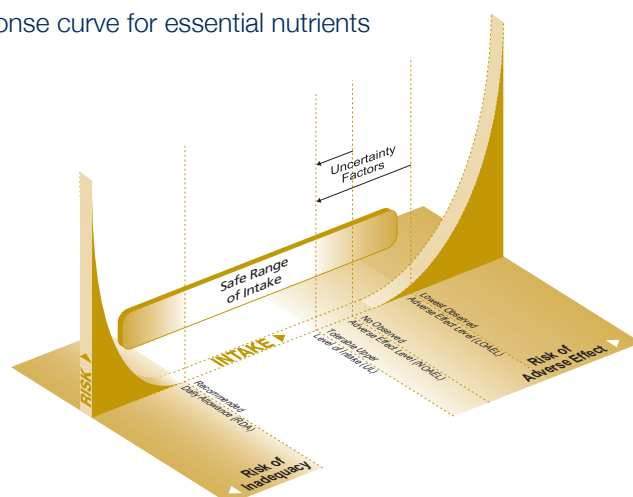 onse curve for essential nutrients
Uncertainty
Factors
Safe Range
of Intake
RISK
INTAKE
Recommended
Daily Allowance (RDA)
Tolerable Upper
Level of Intake (UL)
No Observed
Adverse Effect Level (NOAEL)
Lowest Observed
Adverse Effect Level (LOAEL)
Risk of
Adverse Effect
Risk of
Inadequacy